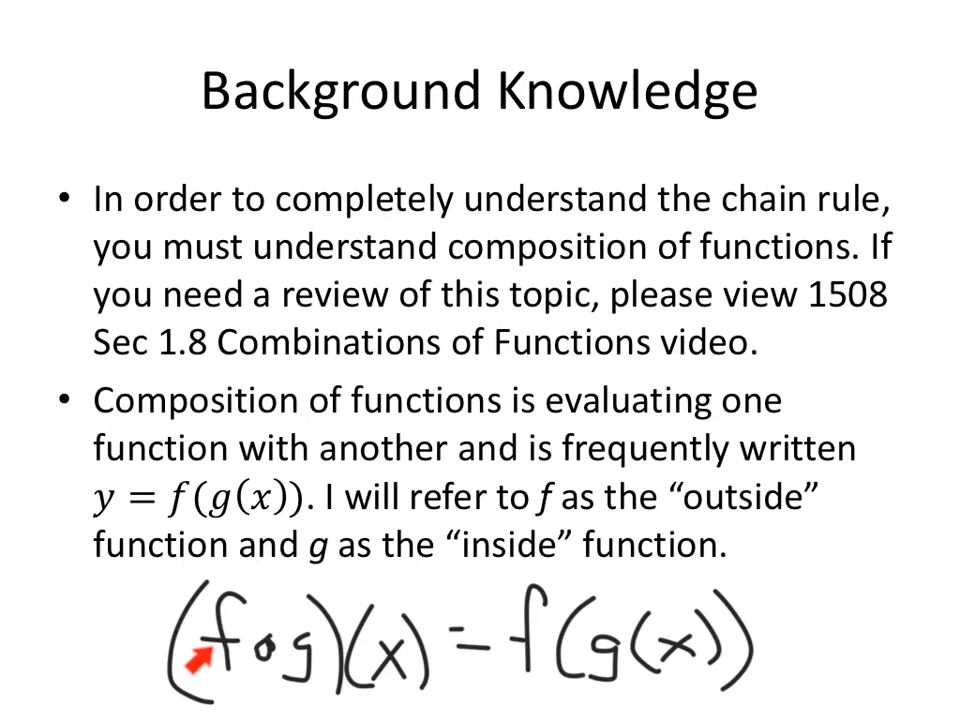 Background Knowledge
• In order to completely understand the chain rule,
you must understand composition of functions. If
you need a review of this topic, please view 1508
Sec 1.8 Combinations of Functions video.
• Composition of functions is evaluating one
function with another and is frequently written
𝑦 = 𝑓(𝑔(𝑥)). I will refer to f as the “outside”
function and g as the “inside” function.
(f∘g)(x) = f(g(x))